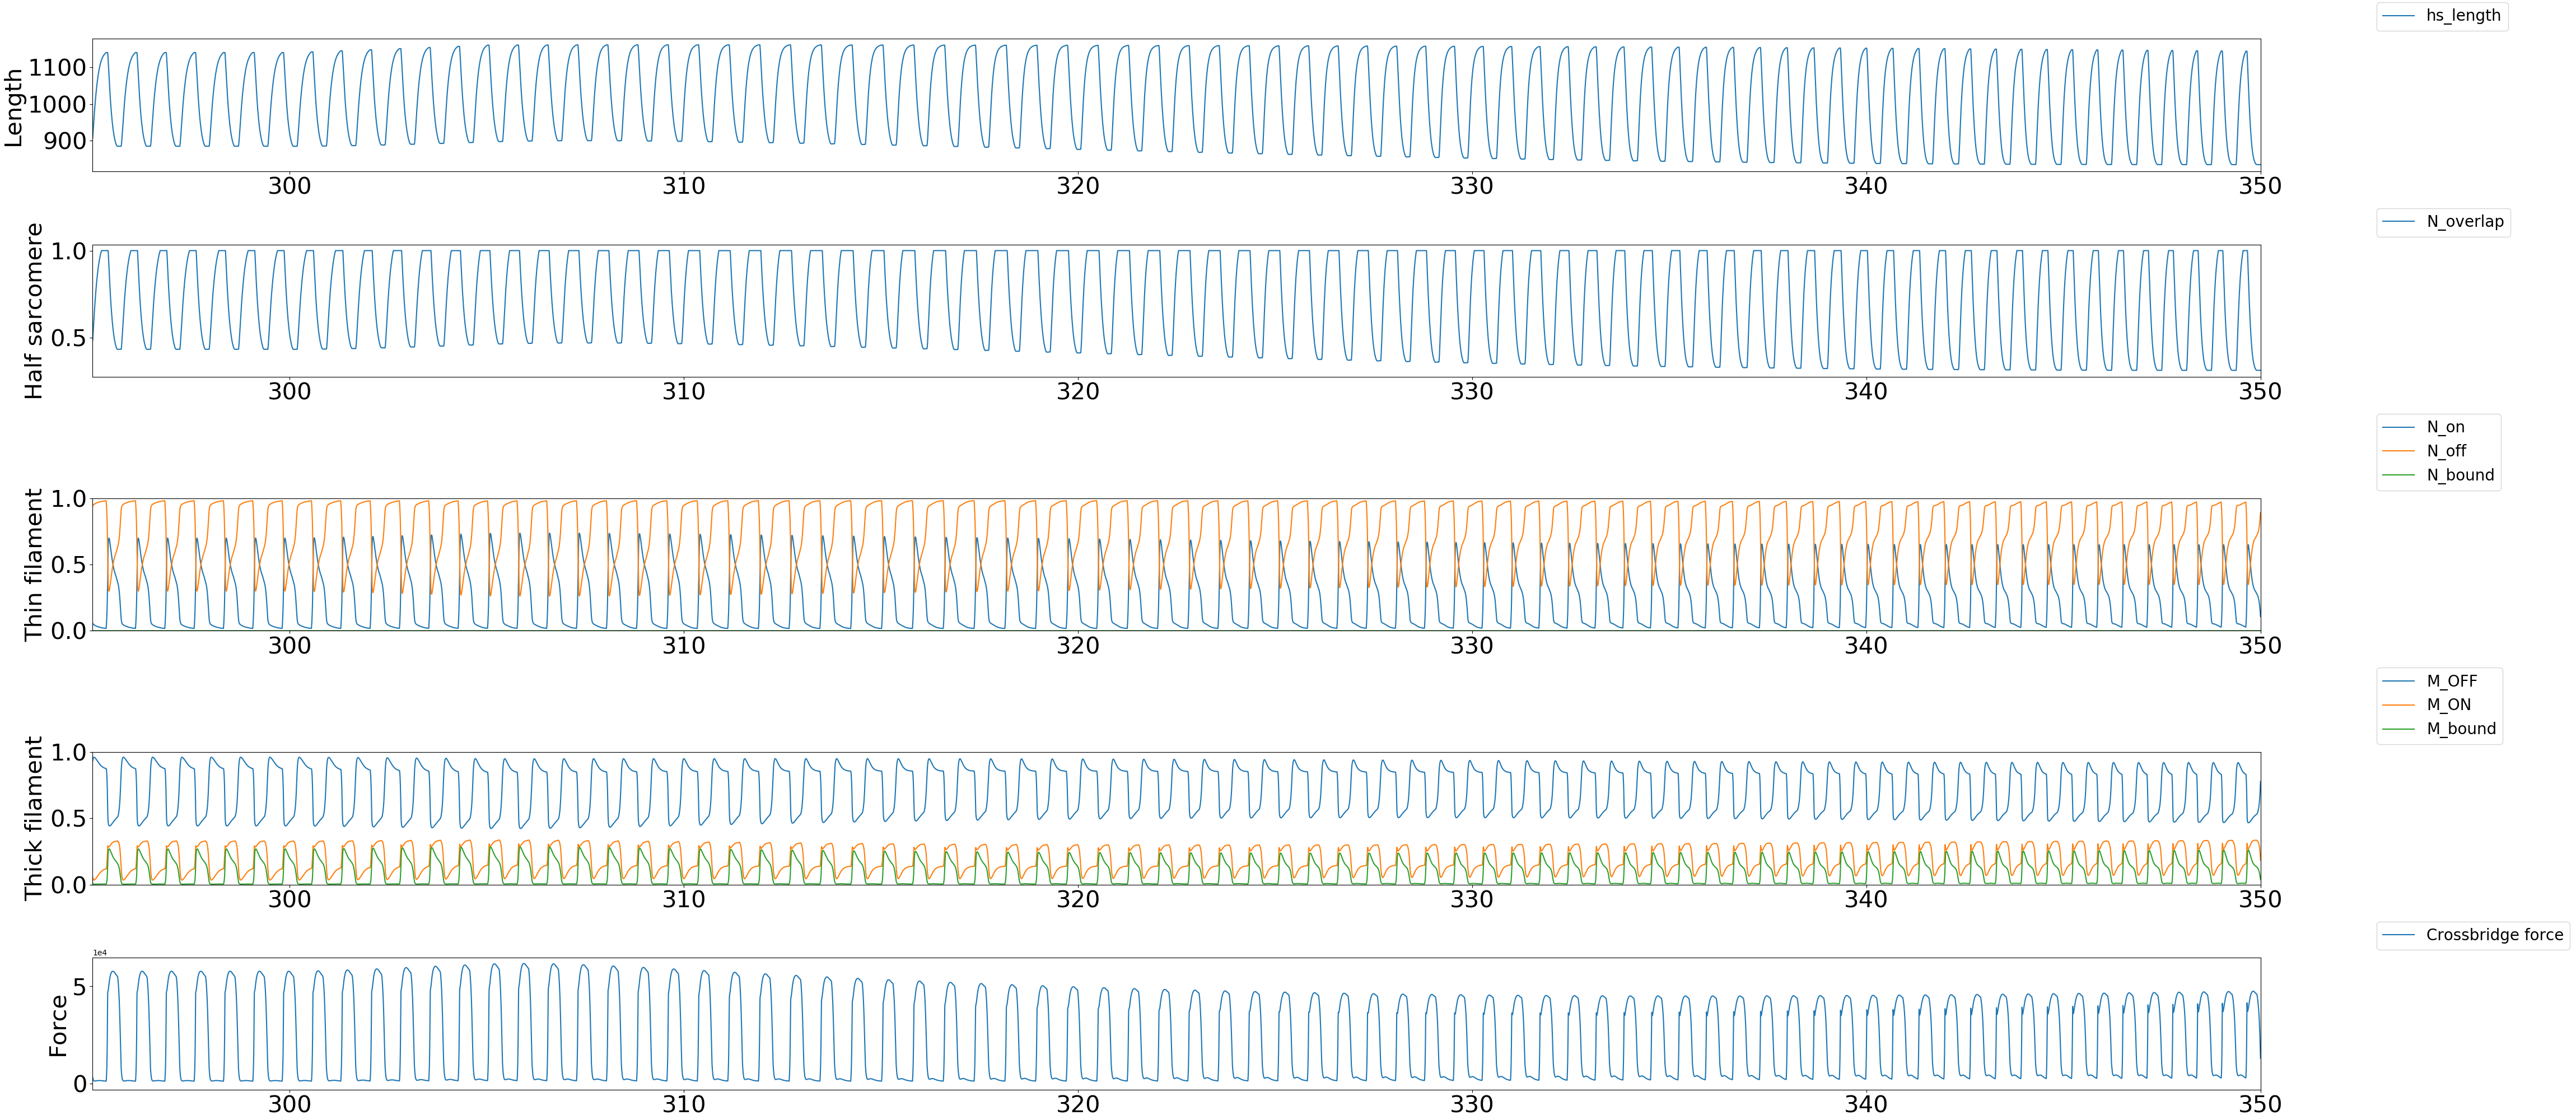 hs_length
Length
1100
1000
900
300 310 320 330 340 350
N_overlap
Half sarcomere
1.0
0.5
300 310 320 330 340 350
N_on
N_off
N_bound
Thin filament
1.0
0.5
0.0
300 310 320 330 340 350
M_OFF
M_ON
M_bound
Thick filament
1.0
0.5
0.0
300 310 320 330 340 350
Crossbridge force
1e4
Force
5
0
300 310 320 330 340 350